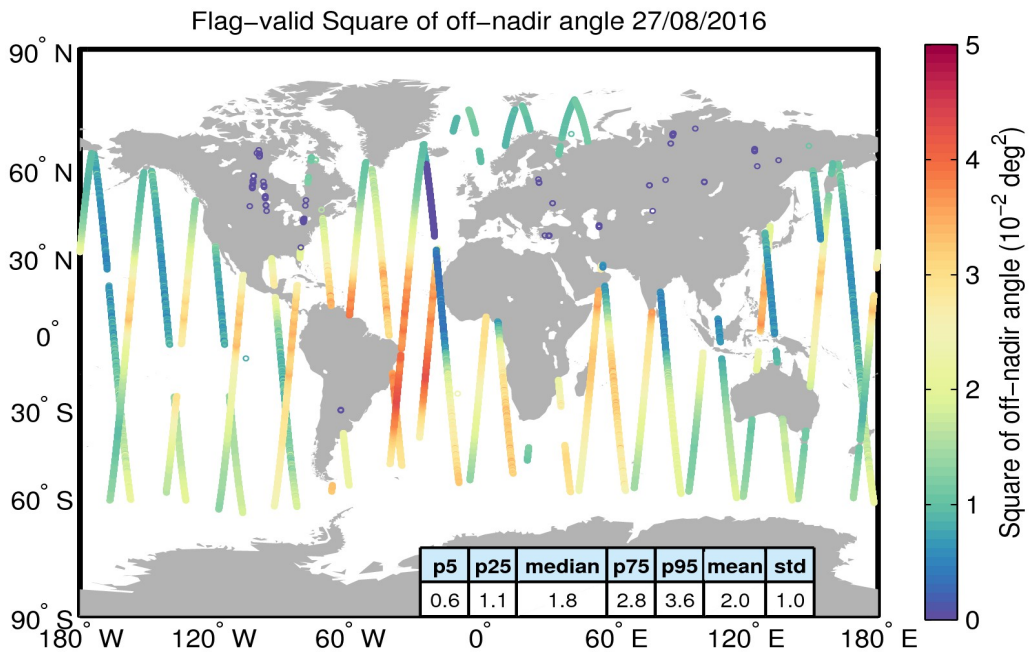 Flag−valid Square of off−nadir angle 27/08/2016
90° N
60° N
30° N
0°
30° S
60° S
90° S
180° W
120° W
60° W
0°
60° E
120° E
180° E
p5 p25 median p75 p95 mean std
0.6 1.1 1.8 2.8 3.6 2.0 1.0
5
4
3
2
1
0
Square of off−nadir angle (10⁻² deg²)